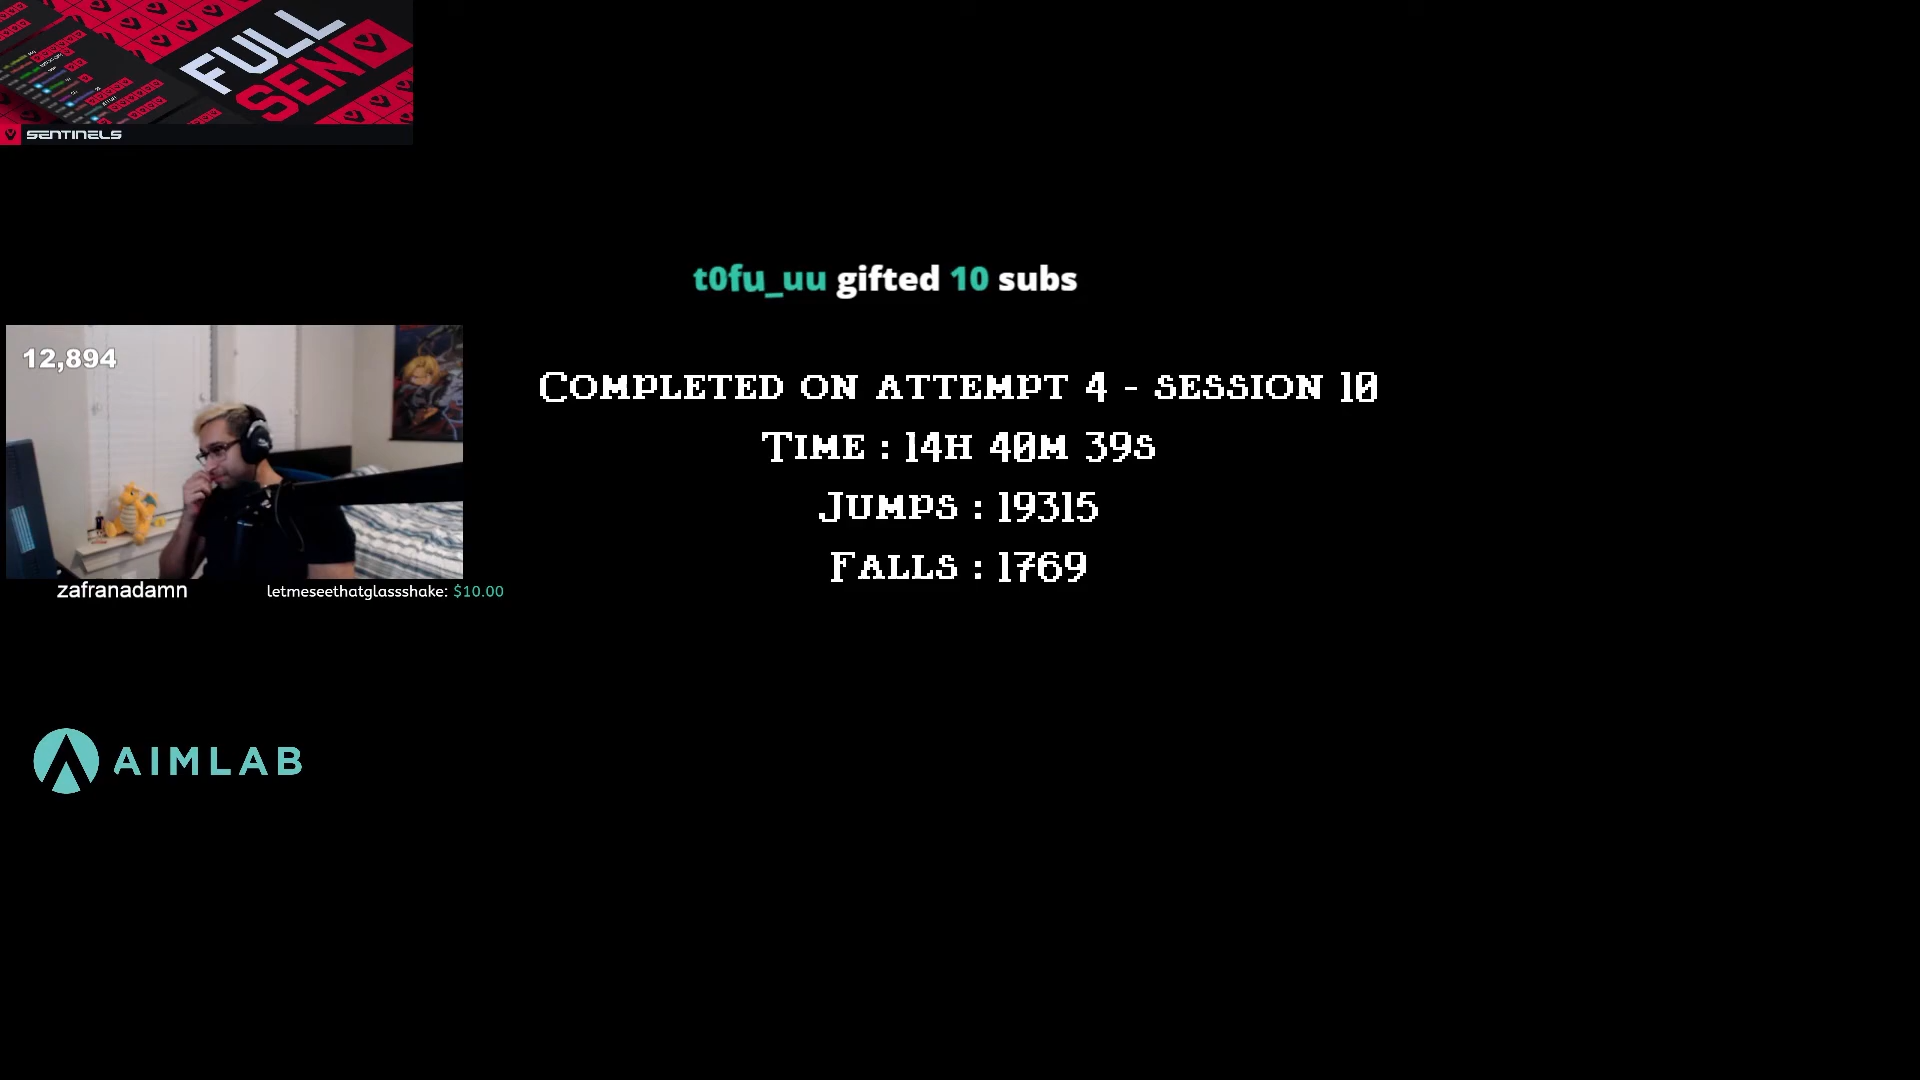 FULL
SEN
SENTINELS
t0fu_uu gifted 10 subs
12,894
COMPLETED ON ATTEMPT 4 - SESSION 10
TIME : 14H 40M 39S
JUMPS : 19315
FALLS : 1769
zafranadamn
letmeseethatglassshake: $10.00
AIMLAB